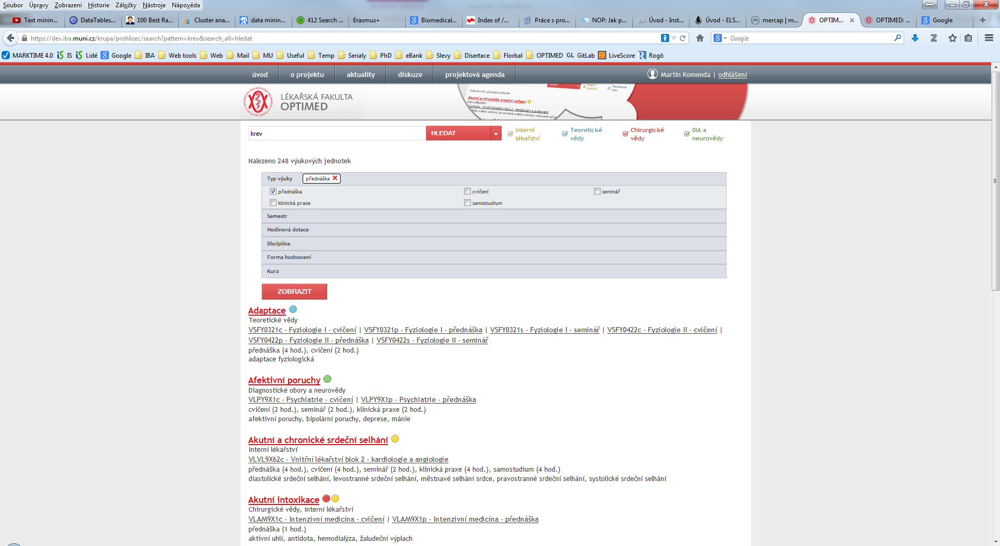 Soubor Úpravy Zobrazení Historie Záložky Nástroje Nápověda
Text minin... DataTables... 100 Best Ra... Cluster ana... data minin... 412 Search ... Erasmus+ Biomedical... Index of /... Práce s pro... NOP: Jak p... IBA Úvod - Inst... Úvod - ELS... mercap | m... OPTIM... OPTIMED: ... Google
https://dev.iba.muni.cz/krupa/prohlizec/search?pattern=krev&search_all=hledat Google
MARKTIME 4.0 IS Lidé Google IBA Web tools Web Mail MU Useful Temp Serialy PhD eBank Slevy Disertace Florbal OPTIMED GL GitLab LiveScore Rogō
úvod o projektu aktuality diskuze projektová agenda Martin Komenda | odhlášení
LÉKAŘSKÁ FAKULTA
OPTIMED
Akutní a chronické srdeční selhání
krev HLEDAT
Interní lékařství
Teoretické vědy
Chirurgické vědy
DIA a neurovědy
Nalezeno 248 výukových jednotek
Typ výuky přednáška
přednáška cvičení seminář
klinická praxe samostudium
Semestr
Hodinová dotace
Disciplína
Forma hodnocení
Kurz
ZOBRAZIT
Adaptace
Teoretické vědy
VSFY0321c - Fyziologie I - cvičení | VSFY0321p - Fyziologie I - přednáška | VSFY0321s - Fyziologie I - seminář | VSFY0422c - Fyziologie II - cvičení |
VSFY0422p - Fyziologie II - přednáška | VSFY0422s - Fyziologie II - seminář
přednáška (4 hod.), cvičení (2 hod.)
adaptace fyziologická
Afektivní poruchy
Diagnostické obory a neurovědy
VLPY9X1c - Psychiatrie - cvičení | VLPY9X1p - Psychiatrie - přednáška
cvičení (2 hod.), seminář (2 hod.), klinická praxe (2 hod.)
afektivní poruchy, bipolární poruchy, deprese, mánie
Akutní a chronické srdeční selhání
Interní lékařství
VLVL9X62c - Vnitřní lékařství blok 2 - kardiologie a angiologie
přednáška (4 hod.), cvičení (4 hod.), seminář (2 hod.), klinická praxe (4 hod.), samostudium (4 hod.)
diastolické srdeční selhání, levostranné srdeční selhání, městnavé selhání srdce, pravostranné srdeční selhání, systolické srdeční selhání
Akutní intoxikace
Chirurgické vědy, Interní lékařství
VLAM9X1c - Intenzivní medicína - cvičení | VLAM9X1p - Intenzivní medicína - přednáška
přednáška (1 hod.)
aktivní uhlí, antidota, hemodialýza, žaludeční výplach